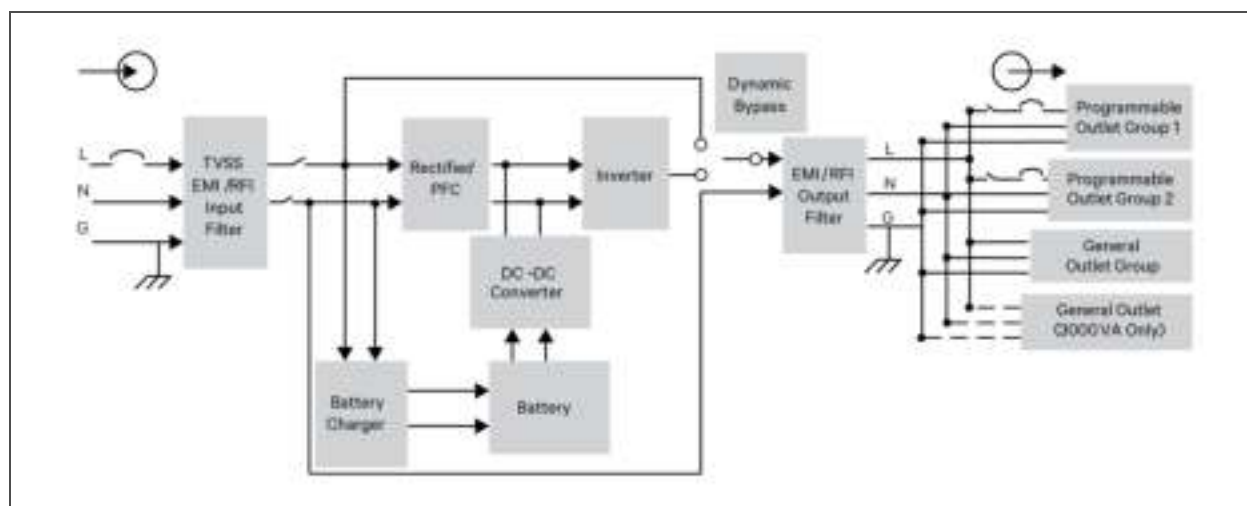 Dynamic
Bypass
L
N
G
TVSS
EMI /RFI
Input
Filter
Rectified/
PFC
Inverter
DC -DC
Converter
Battery
Charger
Battery
EMI/RFI
Output
Filter
L
N
G
Programmable
Outlet Group 1
Programmable
Outlet Group 2
General
Outlet Group
General Outlet
(3000VA Only)